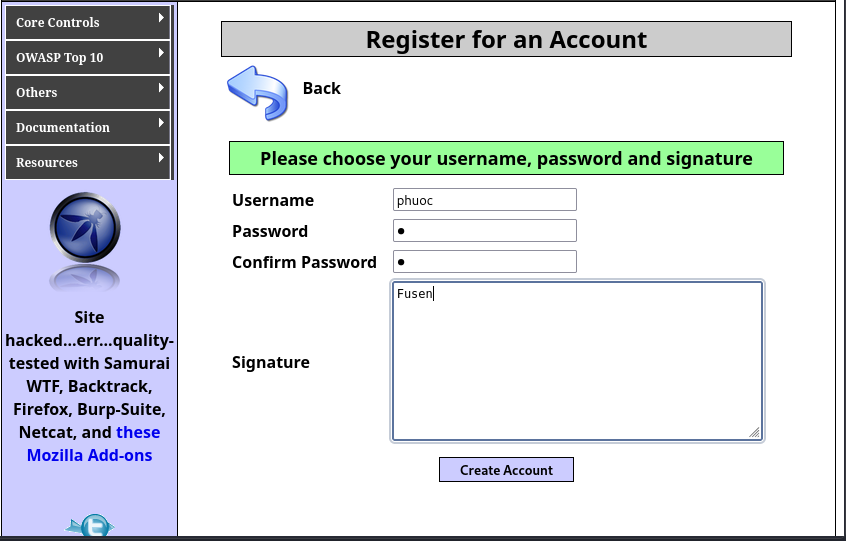 Core Controls
OWASP Top 10
Others
Documentation
Resources
Site
hacked...err...quality-
tested with Samurai
WTF, Backtrack,
Firefox, Burp-Suite,
Netcat, and these
Mozilla Add-ons
Register for an Account
Back
Please choose your username, password and signature
Username
phuoc
Password
●
Confirm Password
●
Signature
Fusen
Create Account